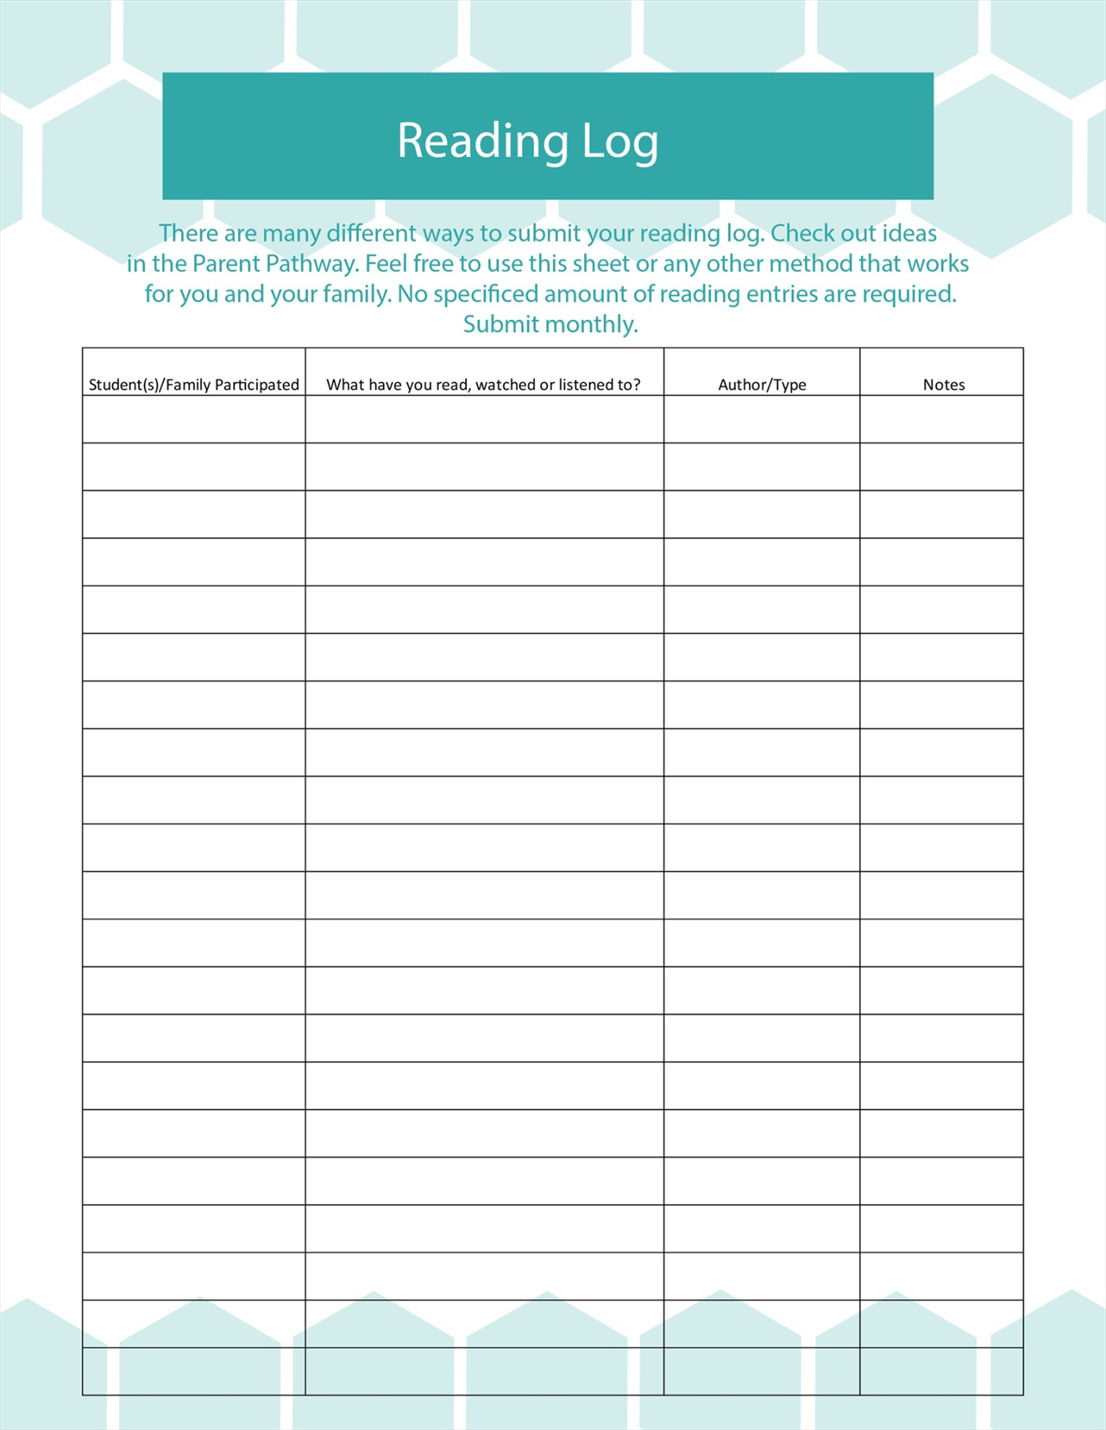 Reading Log
There are many different ways to submit your reading log. Check out ideas
in the Parent Pathway. Feel free to use this sheet or any other method that works
for you and your family. No specificed amount of reading entries are required.
Submit monthly.
Student(s)/Family Participated What have you read, watched or listened to? Author/Type Notes